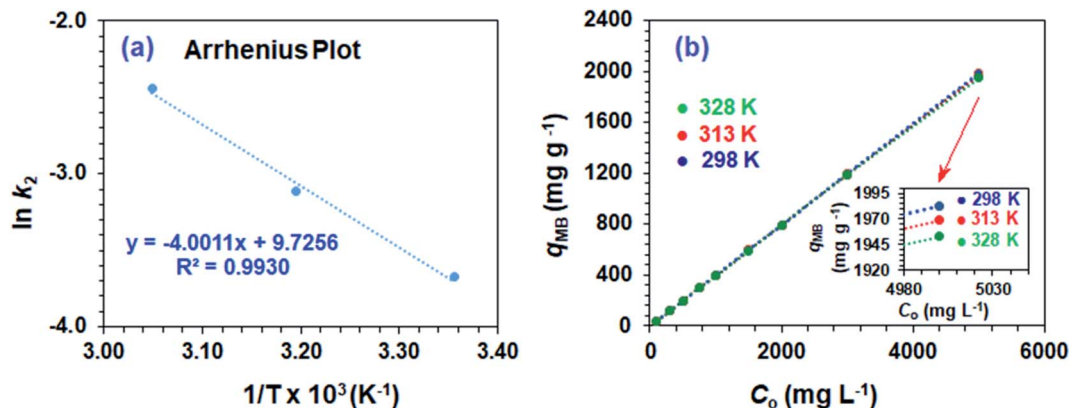 (a) Arrhenius Plot
-2.0
-3.0
-4.0
ln k₂
y = -4.0011x + 9.7256
R² = 0.9930
3.00 3.10 3.20 3.30 3.40
1/T x 10³ (K⁻¹)
(b)
2400
2000
1600
1200
800
400
0
qMB (mg g⁻¹)
328 K
313 K
298 K
0 2000 4000 6000
Cₒ (mg L⁻¹)
1995
1970
1945
1920
qMB
(mg g⁻¹)
298 K
313 K
328 K
4980 5030
Cₒ (mg L⁻¹)